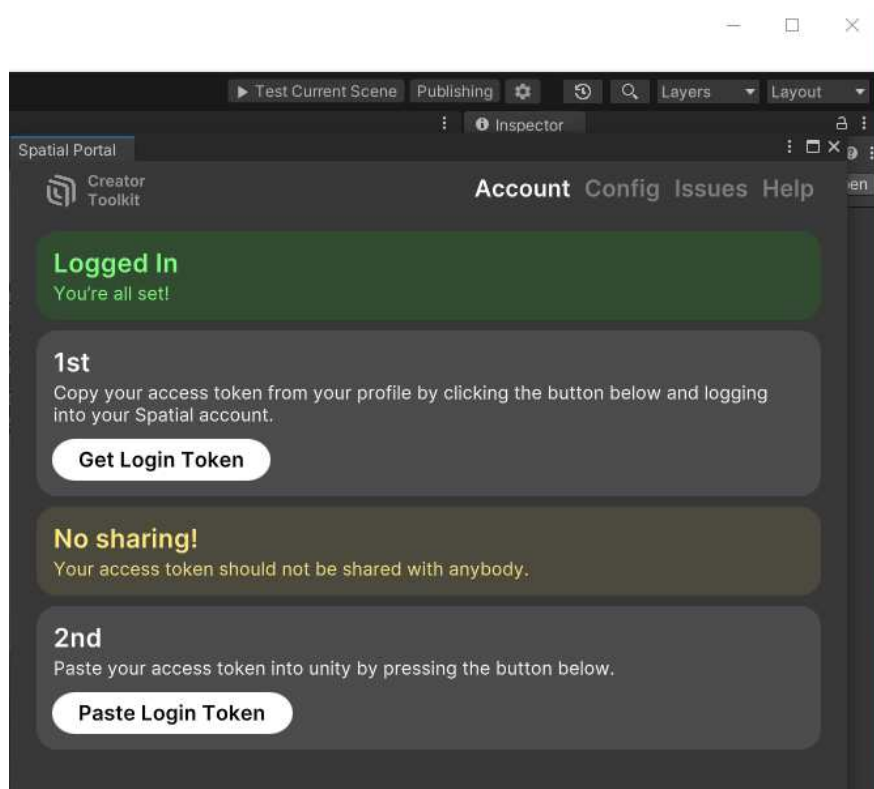 Test Current Scene Publishing Layers Layout
Inspector
Spatial Portal
Creator
Toolkit
Account Config Issues Help
Logged In
You're all set!
1st
Copy your access token from your profile by clicking the button below and logging
into your Spatial account.
Get Login Token
No sharing!
Your access token should not be shared with anybody.
2nd
Paste your access token into unity by pressing the button below.
Paste Login Token